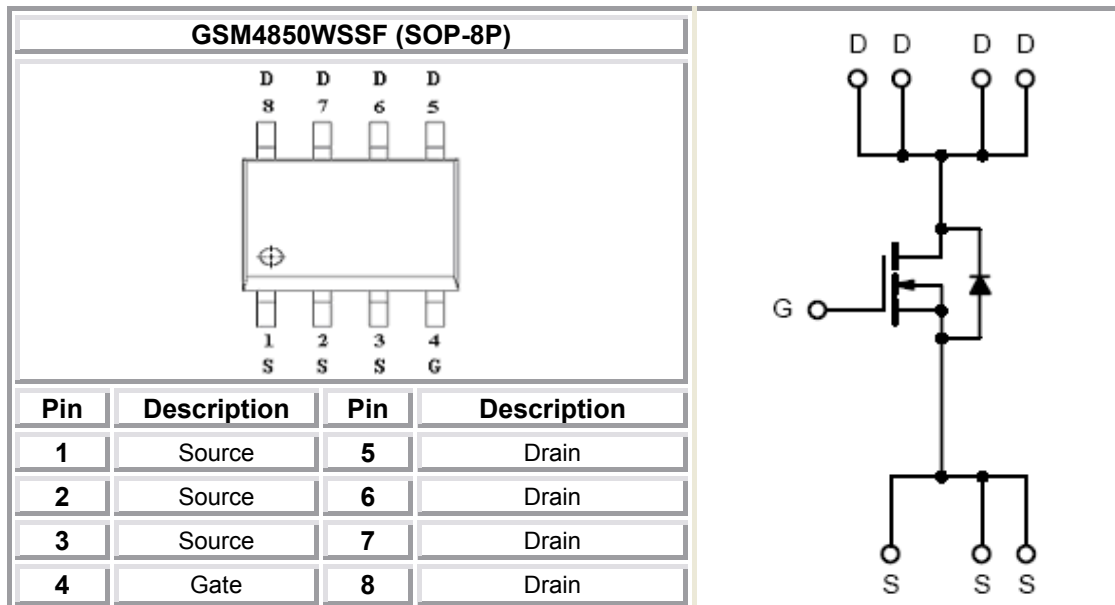 GSM4850WSSF (SOP-8P)
D D D D
8 7 6 5
1 2 3 4
S S S G
Pin Description Pin Description
1 Source 5 Drain
2 Source 6 Drain
3 Source 7 Drain
4 Gate 8 Drain
D D D D
G
S S S